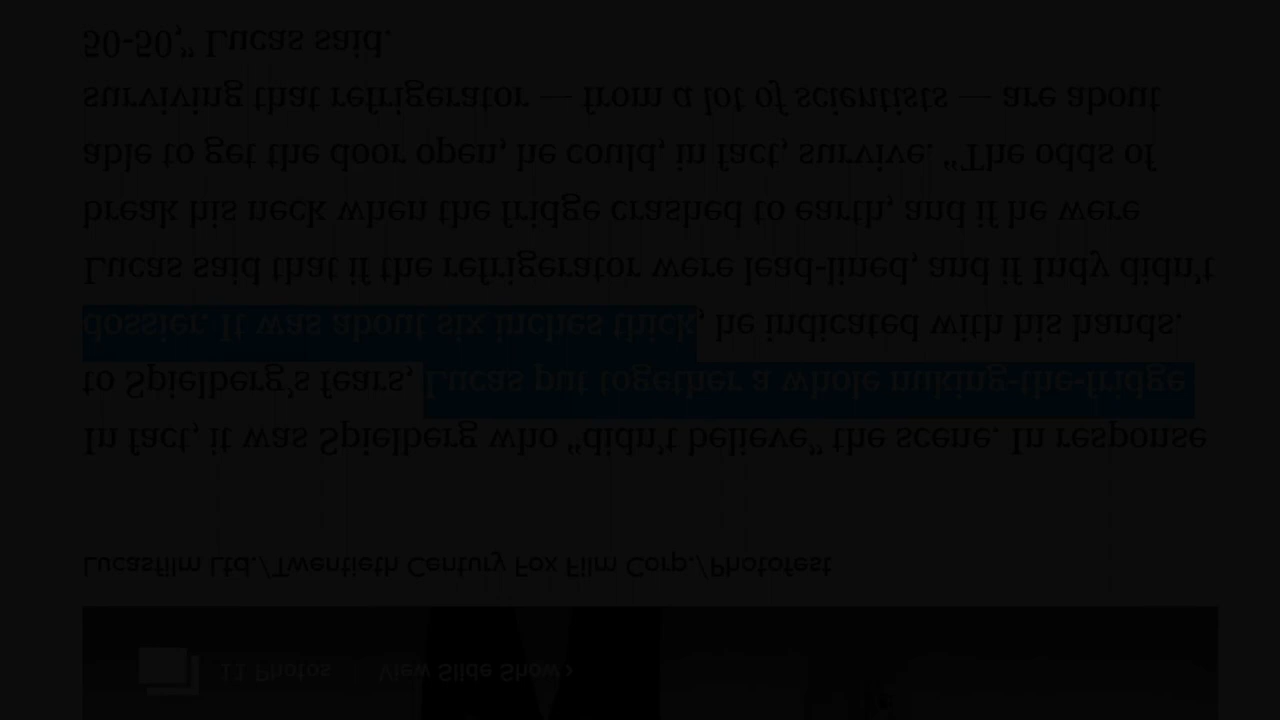 11 Photos | View Slide Show ›
Lucasfilm Ltd./Twentieth Century Fox Film Corp./Photofest
In fact, it was Spielberg who “didn’t believe” the scene. In response
to Spielberg’s fears, Lucas put together a whole nuking-the-fridge
dossier. It was about six inches thick, he indicated with his hands.
Lucas said that if the refrigerator were lead-lined, and if Indy didn’t
break his neck when the fridge crashed to earth, and if he were
able to get the door open, he could, in fact, survive. “The odds of
surviving that refrigerator — from a lot of scientists — are about
50-50,” Lucas said.